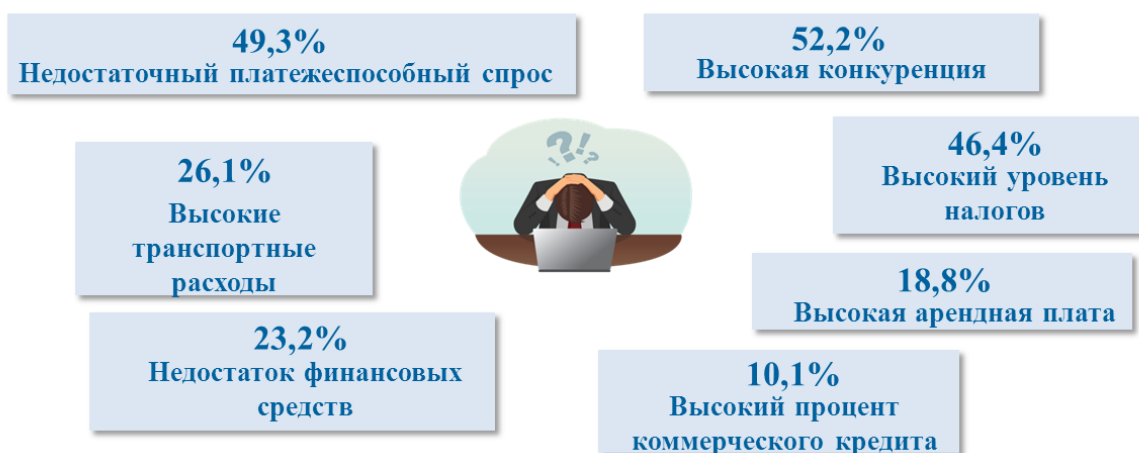 49,3%
Недостаточный платежеспособный спрос
52,2%
Высокая конкуренция
26,1%
Высокие
транспортные
расходы
46,4%
Высокий уровень
налогов
18,8%
Высокая арендная плата
23,2%
Недостаток финансовых
средств
10,1%
Высокий процент
коммерческого кредита
?!
!?